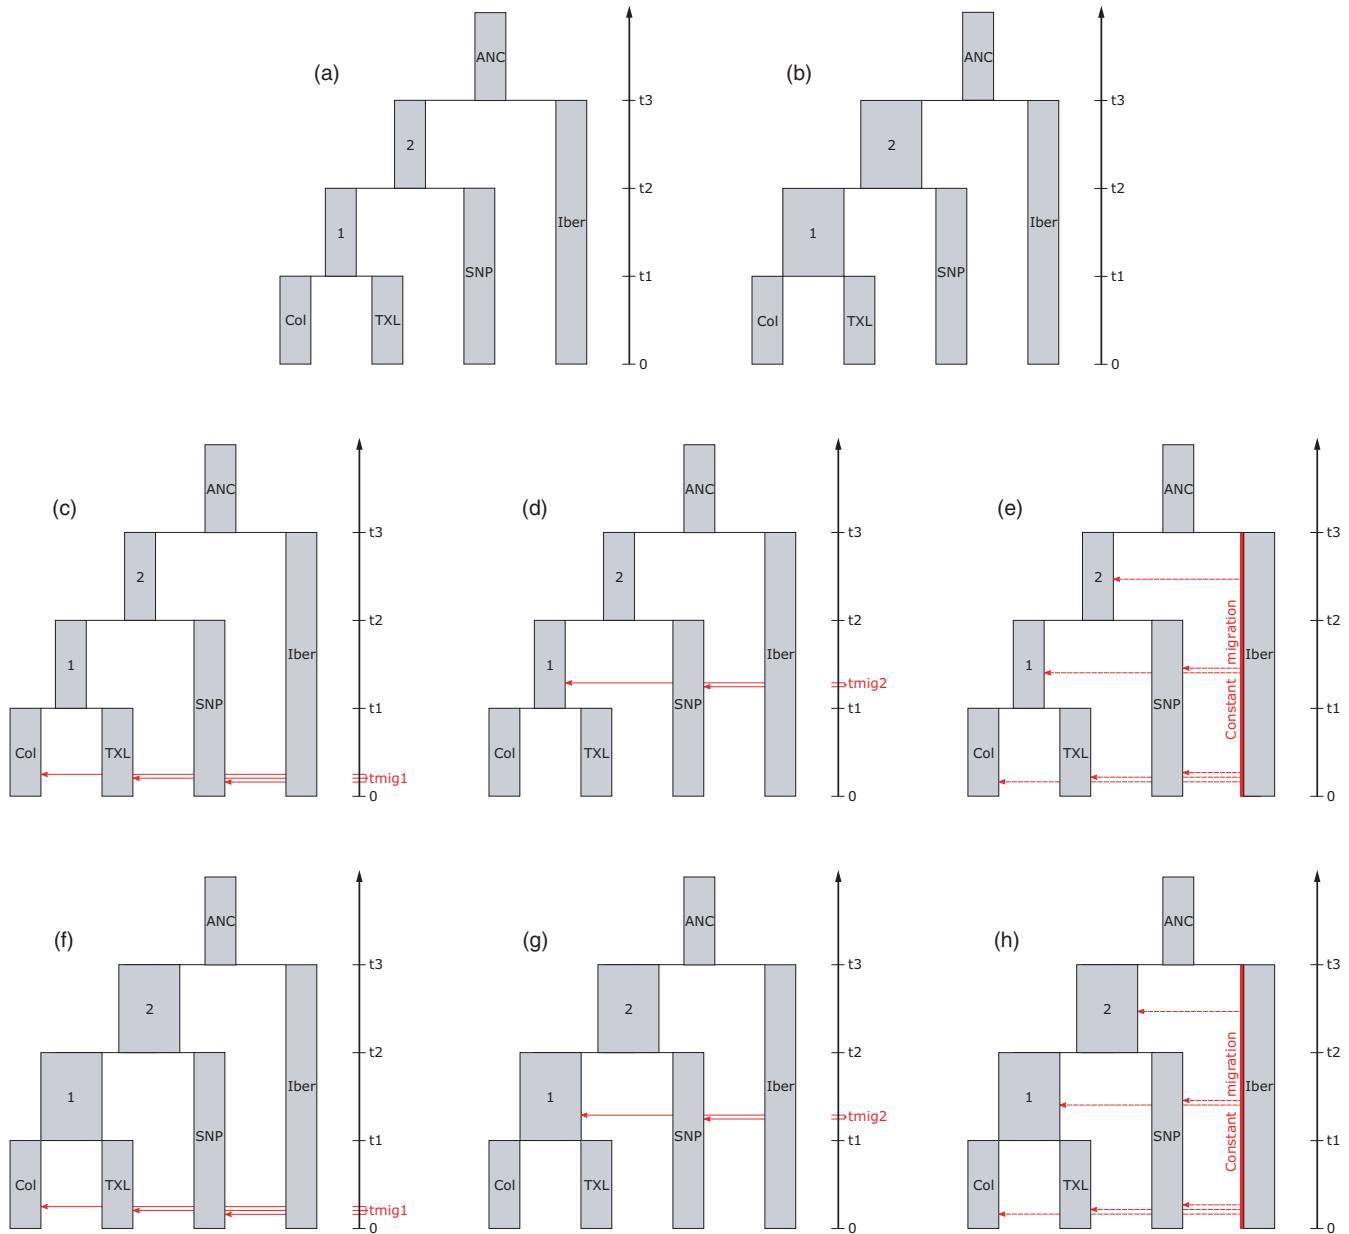 (a)
ANC
t3
2
t2
Iber
1
SNP
t1
Col
TXL
0
(b)
ANC
t3
2
t2
Iber
1
SNP
t1
Col
TXL
0
(c)
ANC
t3
2
t2
Iber
1
SNP
t1
Col
TXL
tmig1
0
(d)
ANC
t3
2
t2
Iber
1
tmig2
SNP
t1
Col
TXL
0
(e)
ANC
t3
2
t2
Constant migration
Iber
1
SNP
t1
Col
TXL
0
(f)
ANC
t3
2
t2
Iber
1
SNP
t1
Col
TXL
tmig1
0
(g)
ANC
t3
2
t2
Iber
1
tmig2
SNP
t1
Col
TXL
0
(h)
ANC
t3
2
t2
Constant migration
Iber
1
SNP
t1
Col
TXL
0